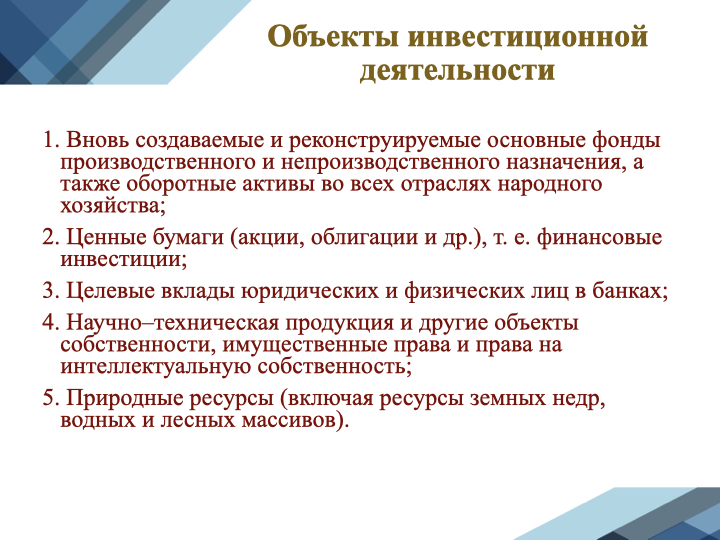 Объекты инвестиционной
деятельности
1. Вновь создаваемые и реконструируемые основные фонды
производственного и непроизводственного назначения, а
также оборотные активы во всех отраслях народного
хозяйства;
2. Ценные бумаги (акции, облигации и др.), т. е. финансовые
инвестиции;
3. Целевые вклады юридических и физических лиц в банках;
4. Научно–техническая продукция и другие объекты
собственности, имущественные права и права на
интеллектуальную собственность;
5. Природные ресурсы (включая ресурсы земных недр,
водных и лесных массивов).